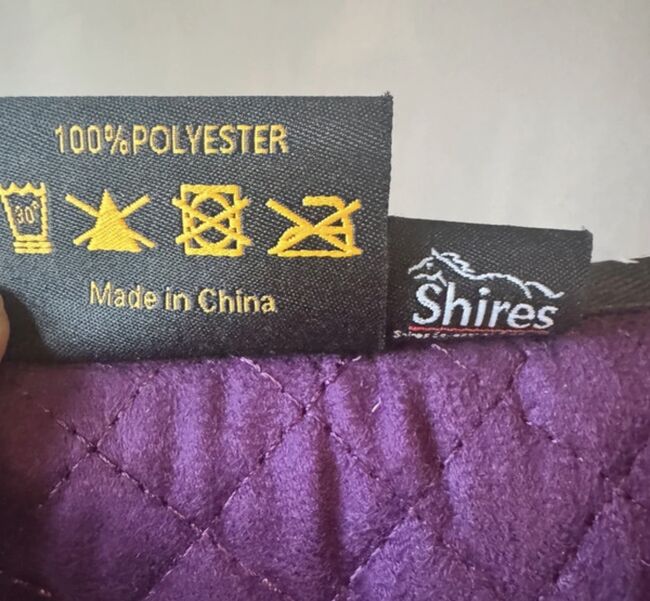 100%POLYESTER
30°
Made in China
Shires